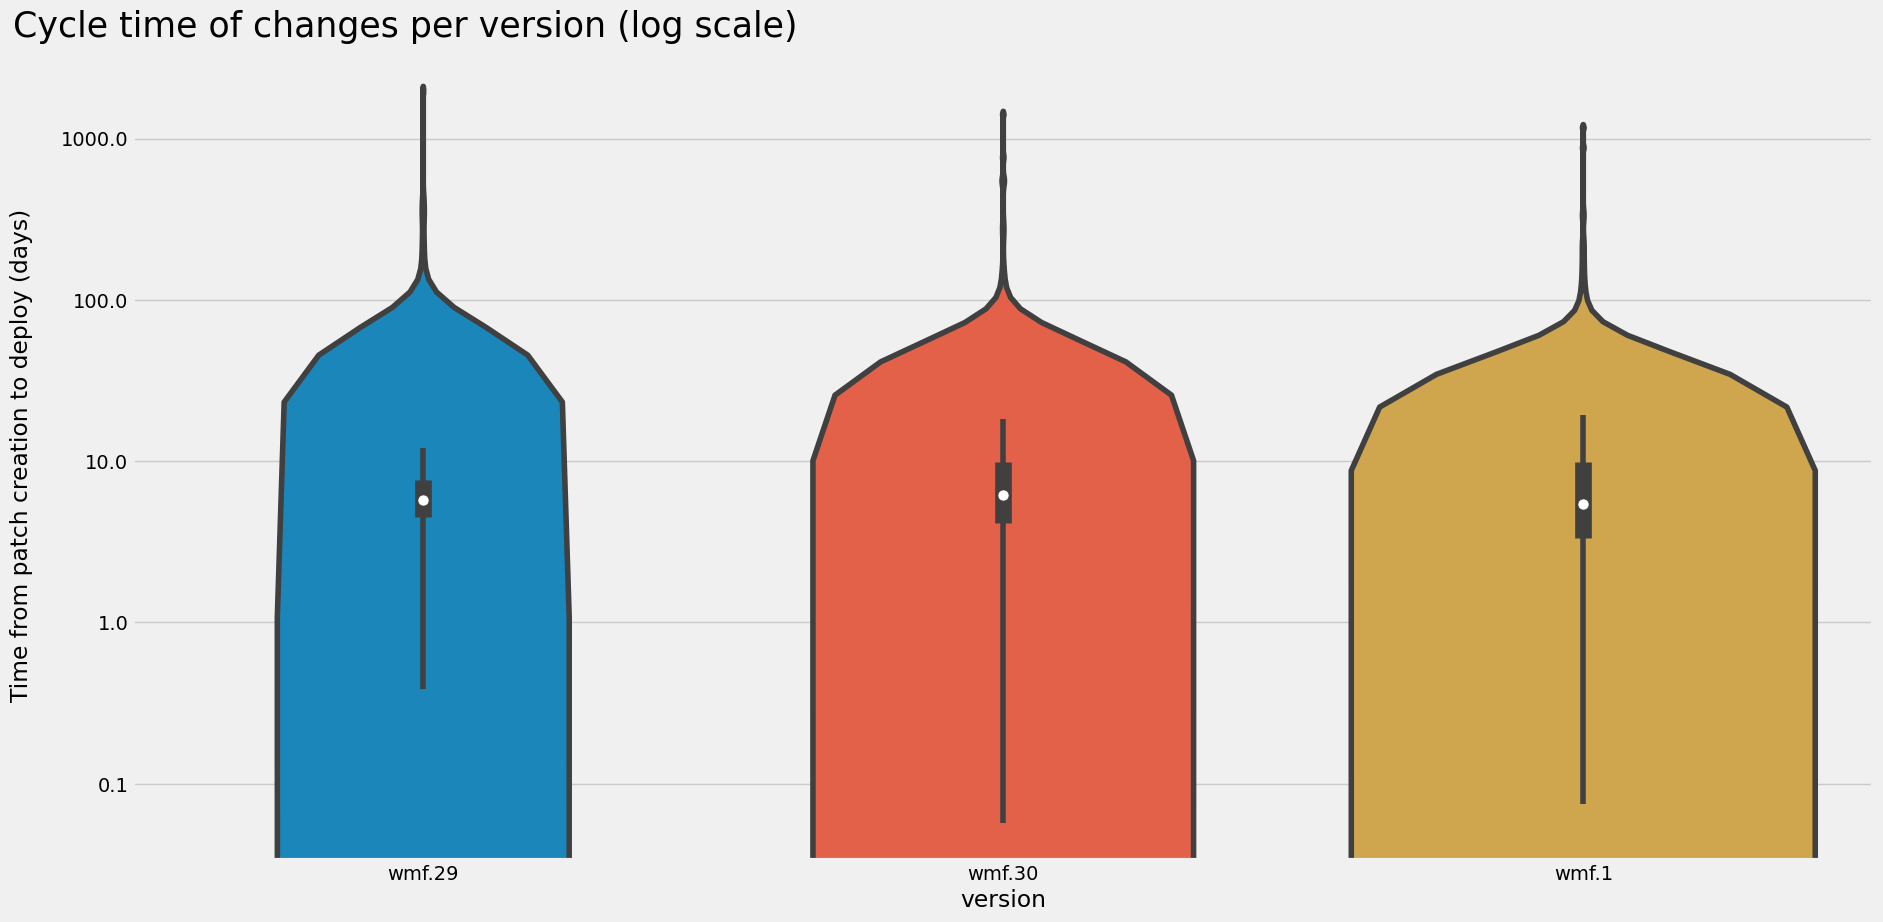 Cycle time of changes per version (log scale)
Time from patch creation to deploy (days)
1000.0
100.0
10.0
1.0
0.1
wmf.29
wmf.30
wmf.1
version